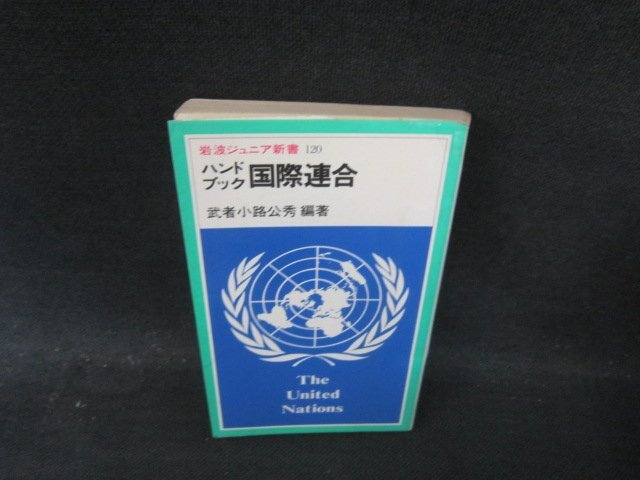 岩波ジュニア新書 120
ハンド
ブック 国際連合
武者小路公秀 編著
The
United
Nations